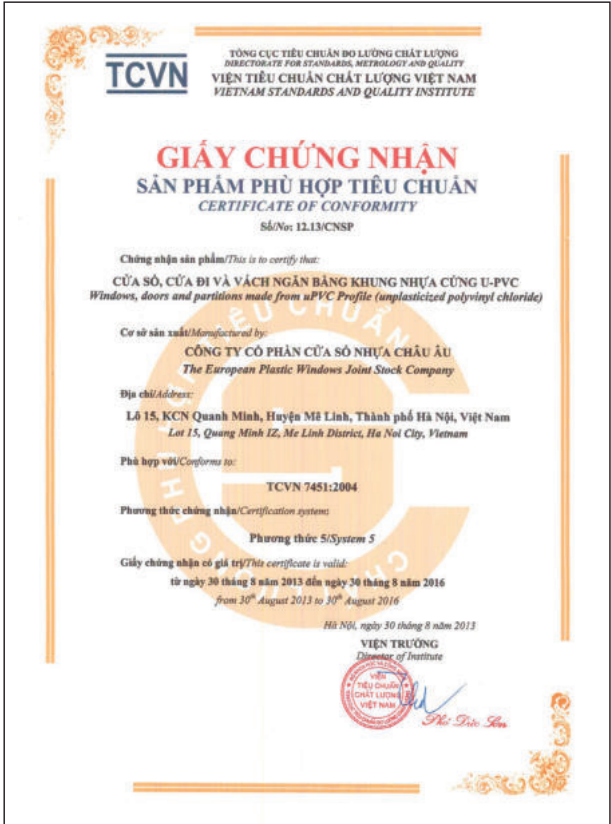 TCVN
TỔNG CỤC TIÊU CHUẨN ĐO LƯỜNG CHẤT LƯỢNG
DIRECTORATE FOR STANDARDS, METROLOGY AND QUALITY
VIỆN TIÊU CHUẨN CHẤT LƯỢNG VIỆT NAM
VIETNAM STANDARDS AND QUALITY INSTITUTE
GIẤY CHỨNG NHẬN
SẢN PHẨM PHÙ HỢP TIÊU CHUẨN
CERTIFICATE OF CONFORMITY
Số/No: 12.13/CNSP
Chứng nhận sản phẩm/This is to certify that:
CỬA SỔ, CỬA ĐI VÀ VÁCH NGĂN BẰNG KHUNG NHỰA CỨNG U-PVC
Windows, doors and partitions made from uPVC Profile (unplasticized polyvinyl chloride)
Cơ sở sản xuất/Manufactured by:
CÔNG TY CỔ PHẦN CỬA SỔ NHỰA CHÂU ÂU
The European Plastic Windows Joint Stock Company
Địa chỉ/Address:
Lô 15, KCN Quanh Minh, Huyện Mê Linh, Thành phố Hà Nội, Việt Nam
Lot 15, Quang Minh IZ, Me Linh District, Ha Noi City, Vietnam
Phù hợp với/Conforms to:
TCVN 7451:2004
Phương thức chứng nhận/Certification system:
Phương thức 5/System 5
Giấy chứng nhận có giá trị/This certificate is valid:
từ ngày 30 tháng 8 năm 2013 đến ngày 30 tháng 8 năm 2016
from 30th August 2013 to 30th August 2016
Hà Nội, ngày 30 tháng 8 năm 2013
VIỆN TRƯỞNG
Director of Institute
VIỆN
TIÊU CHUẨN
CHẤT LƯỢNG
VIỆT NAM
Phó Đức Sơn